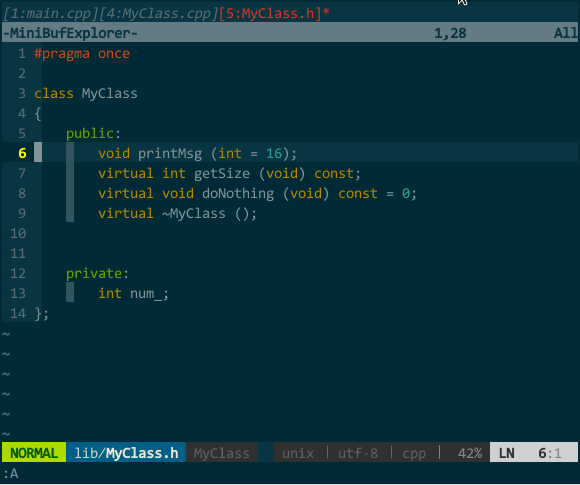 [1:main.cpp][4:MyClass.cpp][5:MyClass.h]*
-MiniBufExplorer- 1,28 All
1 #pragma once
2
3 class MyClass
4 {
5 public:
6 void printMsg (int = 16);
7 virtual int getSize (void) const;
8 virtual void doNothing (void) const = 0;
9 virtual ~MyClass ();
10
11
12 private:
13 int num_;
14 };
~
~
~
~
~
~
NORMAL lib/MyClass.h MyClass unix | utf-8 | cpp 42% LN 6:1
:A